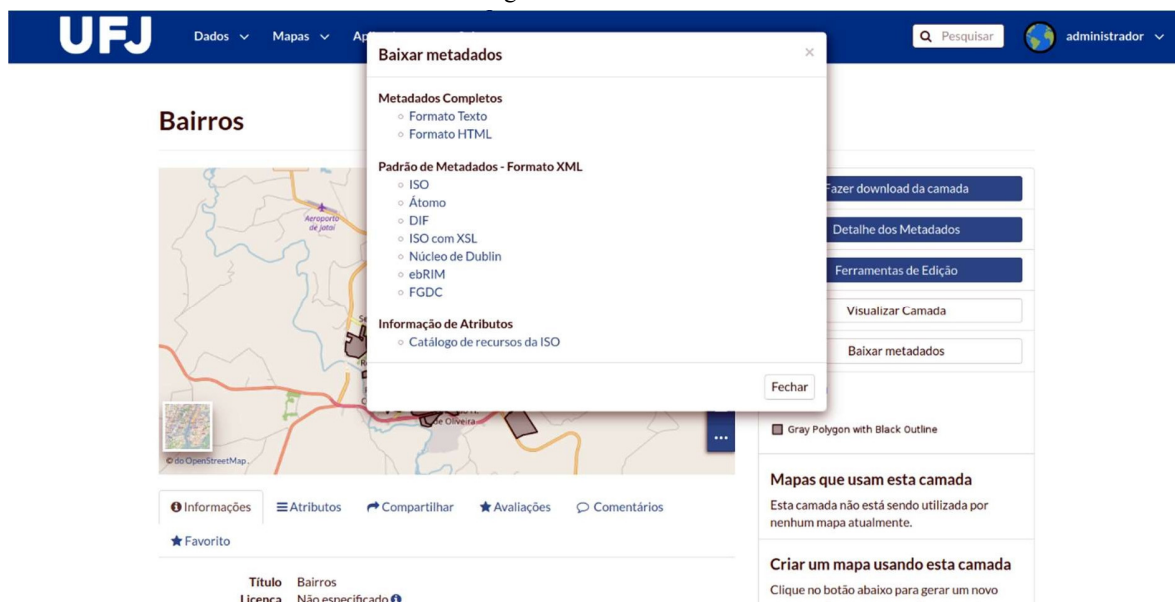 UFJ
Dados
Mapas
Pesquisar
administrador
Baixar metadados
×
Metadados Completos
Formato Texto
Formato HTML
Padrão de Metadados - Formato XML
ISO
Átomo
DIF
ISO com XSL
Núcleo de Dublin
ebRIM
FGDC
Informação de Atributos
Catálogo de recursos da ISO
Fechar
Bairros
Aeroporto
de Jataí
de Oliveira
© do OpenStreetMap.
...
Fazer download da camada
Detalhe dos Metadados
Ferramentas de Edição
Visualizar Camada
Baixar metadados
Gray Polygon with Black Outline
Mapas que usam esta camada
Esta camada não está sendo utilizada por
nenhum mapa atualmente.
Criar um mapa usando esta camada
Clique no botão abaixo para gerar um novo
Informações
Atributos
Compartilhar
Avaliações
Comentários
Favorito
Título Bairros
Licença Não especificado